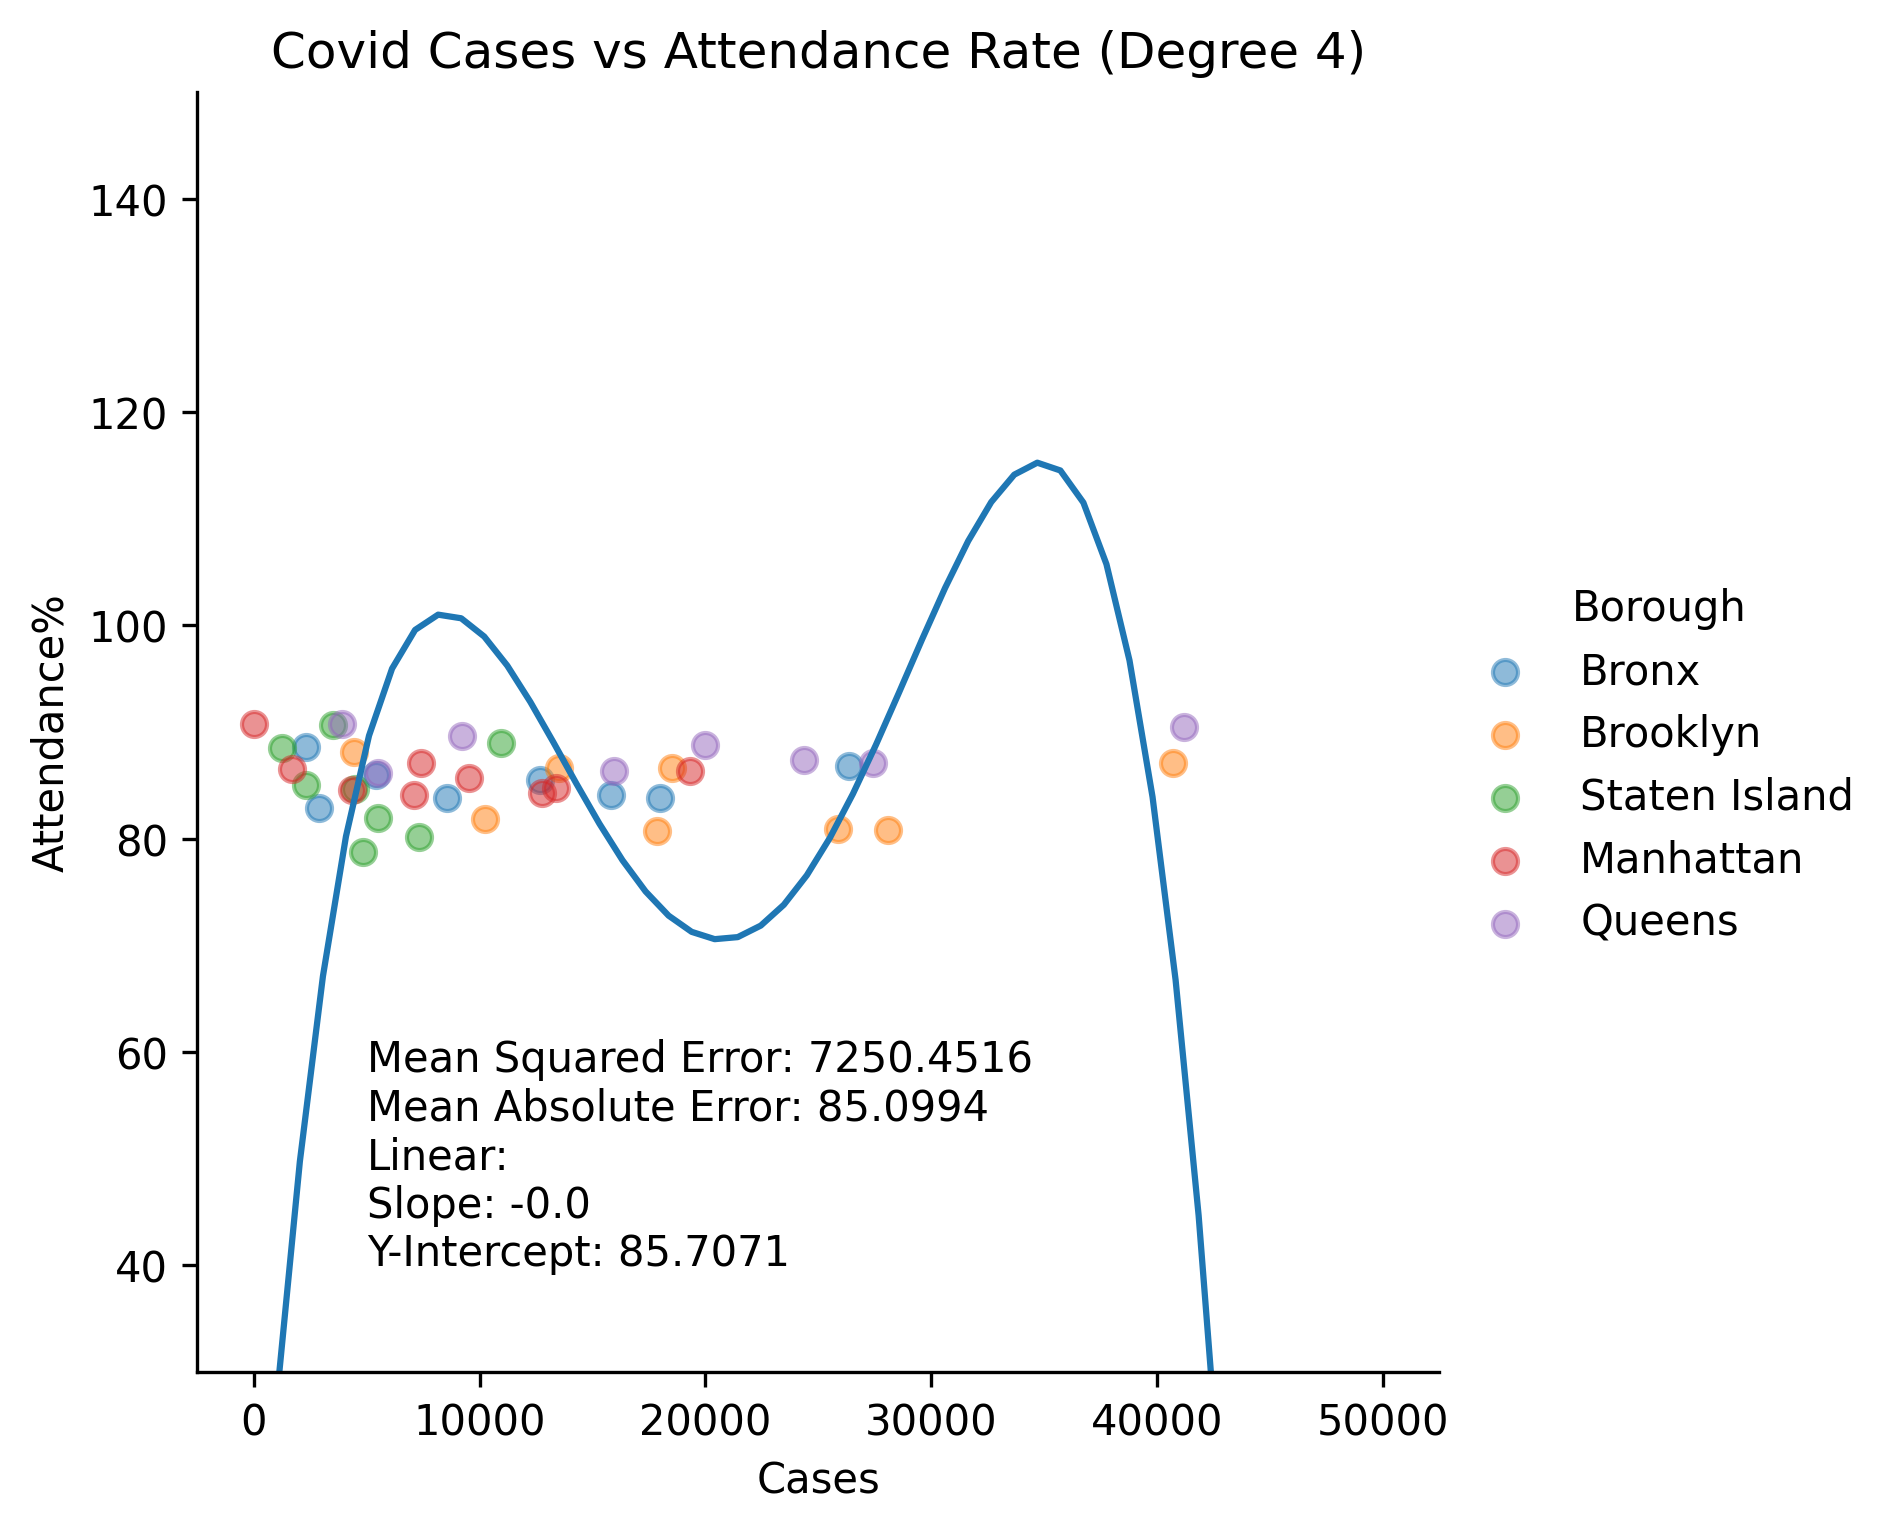 Covid Cases vs Attendance Rate (Degree 4)
140
120
100
80
60
40
Attendance%
Mean Squared Error: 7250.4516
Mean Absolute Error: 85.0994
Linear:
Slope: -0.0
Y-Intercept: 85.7071
0 10000 20000 30000 40000 50000
Cases
Borough
Bronx
Brooklyn
Staten Island
Manhattan
Queens